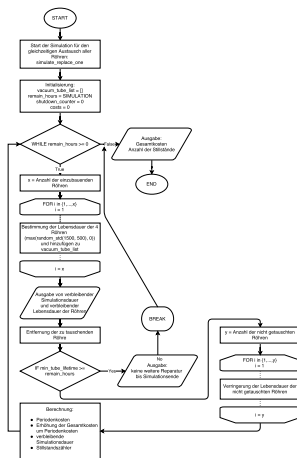 START
Start der Simulation für den
gleichzeitigen Austausch aller
Röhren:
simulate_replace_one
Initialisierung:
vacuum_tube_list = []
remain_hours = SIMULATION
shutdown_counter = 0
costs = 0
WHILE remain_hours >= 0
False
Ausgabe:
Gesamtkosten
Anzahl der Stillstände
END
True
x = Anzahl der einzubauenden
Röhren
FOR i in {1,...,x}
i = 1
Bestimmung der Lebensdauer der 4
Röhren
(max(random_std(1500, 500), 0))
und hinzufügen zu
vacuum_tube_list
i = x
Ausgabe von verbleibender
Simulationsdauer
und verbleibender
Lebensdauer der Röhren
Entfernung der zu tauschenden
Röhre
IF min_tube_lifetime >=
remain_hours
Yes
No
Ausgabe:
keine weitere Reparatur
bis Simulationsende
BREAK
y = Anzahl der nicht getauschten
Röhren
FOR i in {1,...,y}
i = 1
Verringerung der Lebensdauer der
nicht getauschten Röhren
i = y
Berechnung:
● Periodenkosten
● Erhöhung der Gesamtkosten
um Periodenkosten
● verbleibende
Simulationsdauer
● Stillstandszähler